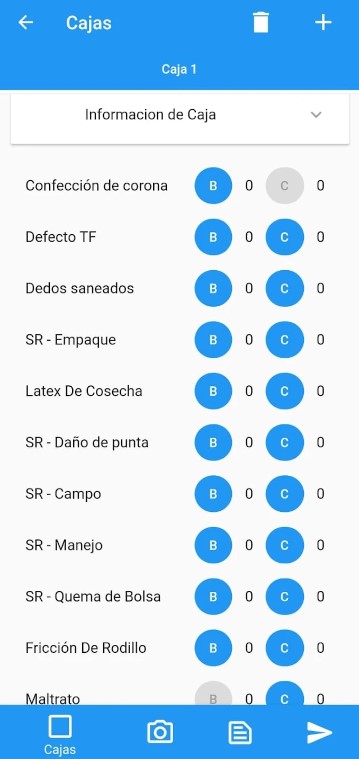 Cajas
Caja 1
Informacion de Caja
Confección de corona B 0 C 0
Defecto TF B 0 C 0
Dedos saneados B 0 C 0
SR - Empaque B 0 C 0
Latex De Cosecha B 0 C 0
SR - Daño de punta B 0 C 0
SR - Campo B 0 C 0
SR - Manejo B 0 C 0
SR - Quema de Bolsa B 0 C 0
Fricción De Rodillo B 0 C 0
Maltrato B 0 C 0
Cajas